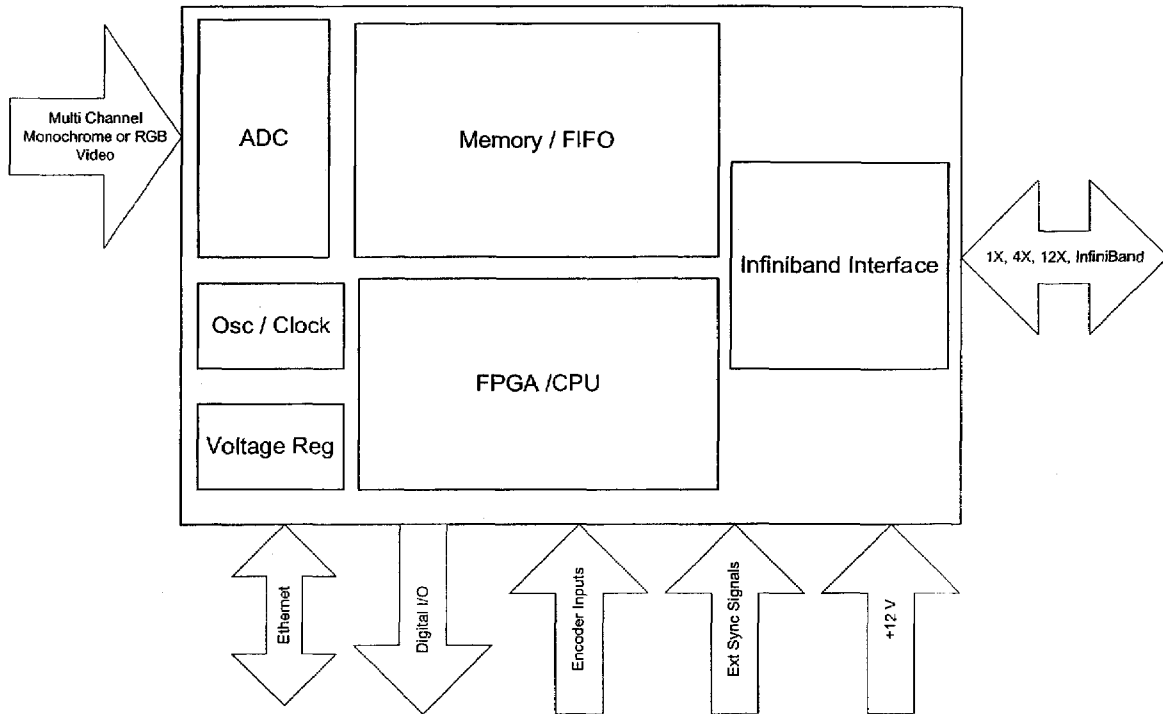 Multi Channel
Monochrome or RGB
Video
ADC
Memory / FIFO
Infiniband Interface
1X, 4X, 12X, InfiniBand
Osc / Clock
FPGA /CPU
Voltage Reg
Ethernet
Digital I/O
Encoder Inputs
Ext Sync Signals
+12 V